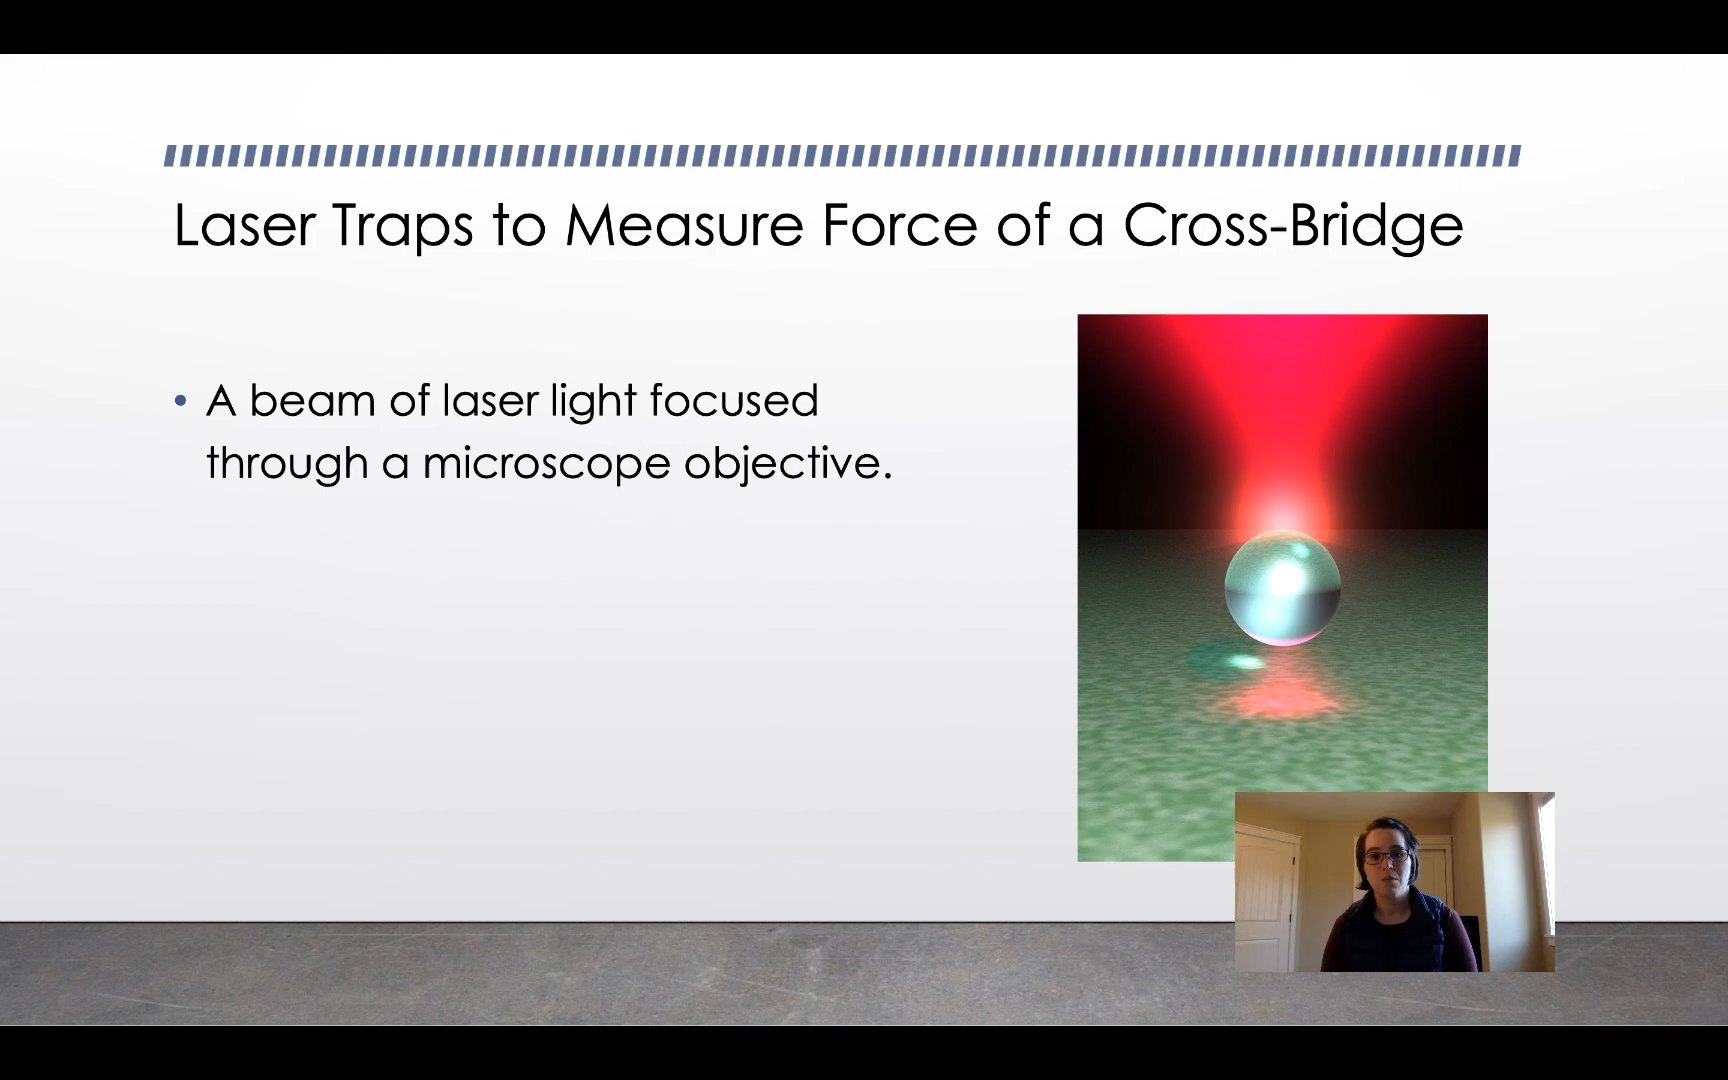 Laser Traps to Measure Force of a Cross-Bridge
• A beam of laser light focused
through a microscope objective.